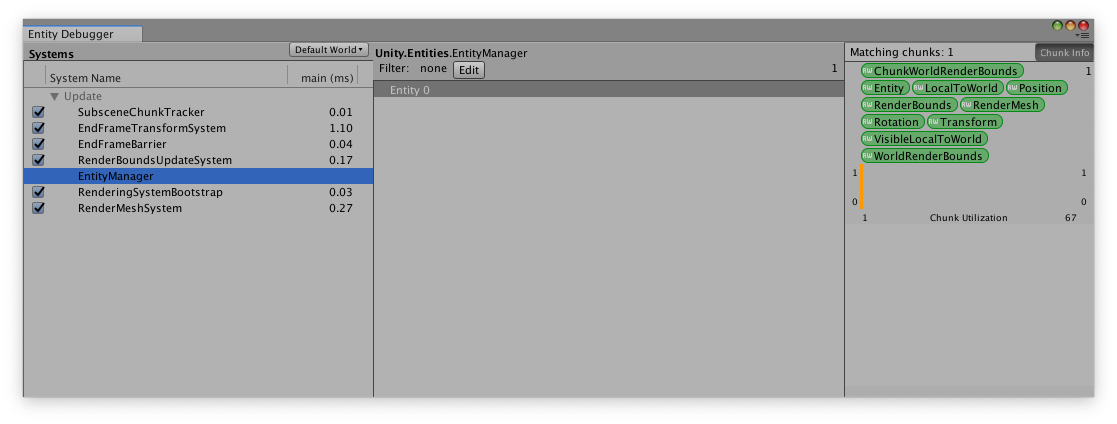 Entity Debugger
Systems
Default World
System Name main (ms)
Update
SubsceneChunkTracker 0.01
EndFrameTransformSystem 1.10
EndFrameBarrier 0.04
RenderBoundsUpdateSystem 0.17
EntityManager
RenderingSystemBootstrap 0.03
RenderMeshSystem 0.27
Unity.Entities.EntityManager
Filter: none Edit 1
Entity 0
Matching chunks: 1 Chunk Info
RW ChunkWorldRenderBounds 1
RW Entity RW LocalToWorld RW Position
RW RenderBounds RW RenderMesh
RW Rotation RW Transform
RW VisibleLocalToWorld
RW WorldRenderBounds
1 1
0 0
1 Chunk Utilization 67